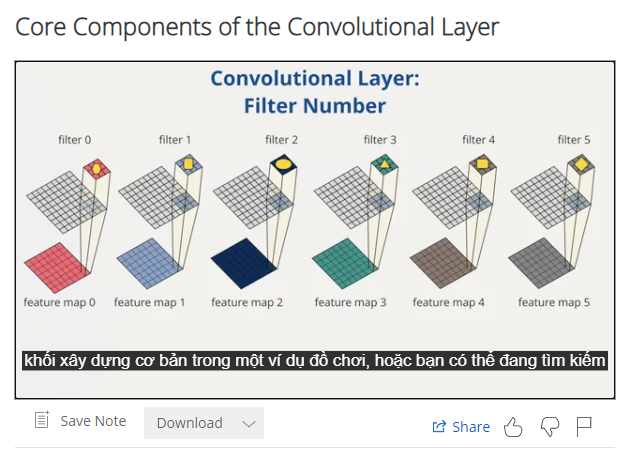 Core Components of the Convolutional Layer
Convolutional Layer:
Filter Number
filter 0 filter 1 filter 2 filter 3 filter 4 filter 5
feature map 0 feature map 1 feature map 2 feature map 3 feature map 4 feature map 5
khối xây dựng cơ bản trong một ví dụ đồ chơi, hoặc bạn có thể đang tìm kiếm
Save Note Download Share